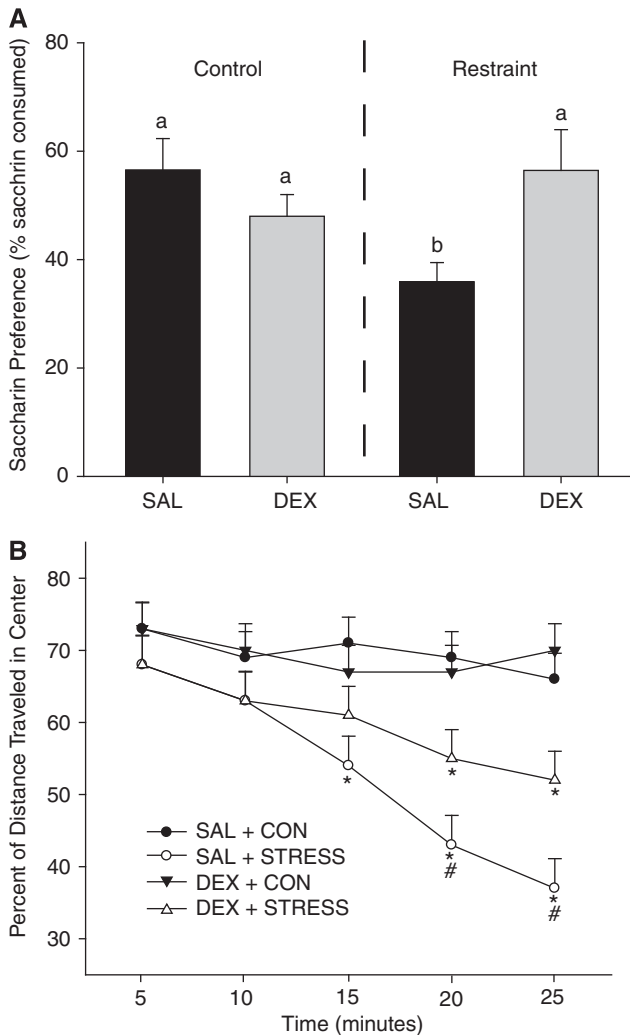 A
Saccharin Preference (% sacchrin consumed)
80
60
40
20
0
Control
Restraint
a
a
b
a
SAL
DEX
SAL
DEX
B
Percent of Distance Traveled in Center
80
70
60
50
40
30
*
*
#
*
*
*
#
SAL + CON
SAL + STRESS
DEX + CON
DEX + STRESS
5
10
15
20
25
Time (minutes)